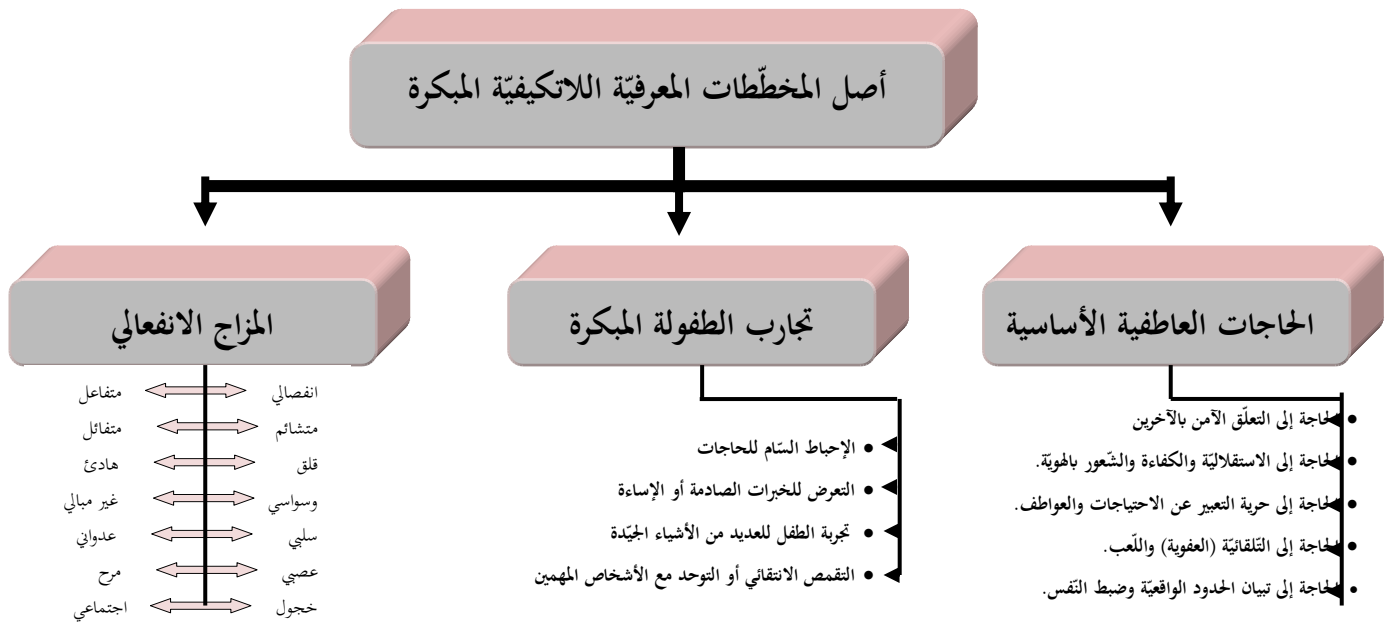 أصل المخطّطات المعرفيّة اللاتكيفيّة المبكرة
الحاجات العاطفية الأساسية
● الحاجة إلى التعلّق الآمن بالآخرين
● الحاجة إلى الاستقلاليّة والكفاءة والشّعور بالهويّة.
● الحاجة إلى حرية التعبير عن الاحتياجات والعواطف.
● الحاجة إلى التّلقائيّة (العفوية) واللّعب.
● الحاجة إلى تبيان الحدود الواقعيّة وضبط النّفس.
تجارب الطفولة المبكرة
● الإحباط السّام للحاجات
● التعرض للخبرات الصادمة أو الإساءة
● تجربة الطفل للعديد من الأشياء الجيّدة
● التقمص الانتقائي أو التوحد مع الأشخاص المهمين
المزاج الانفعالي
انفصالي متفاعل
متشائم متفائل
قلق هادئ
وسواسي غير مبالي
سلبي عدواني
عصبي مرح
خجول اجتماعي